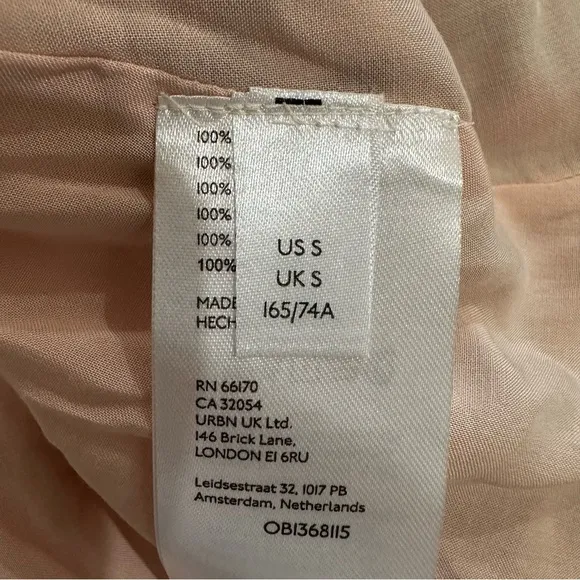 100%
100%
100%
100%
100%
100%
US S
UK S
165/74A
MADE
HECH
RN 66170
CA 32054
URBN UK Ltd.
146 Brick Lane,
LONDON E1 6RU
Leidsestraat 32, 1017 PB
Amsterdam, Netherlands
OB1368115